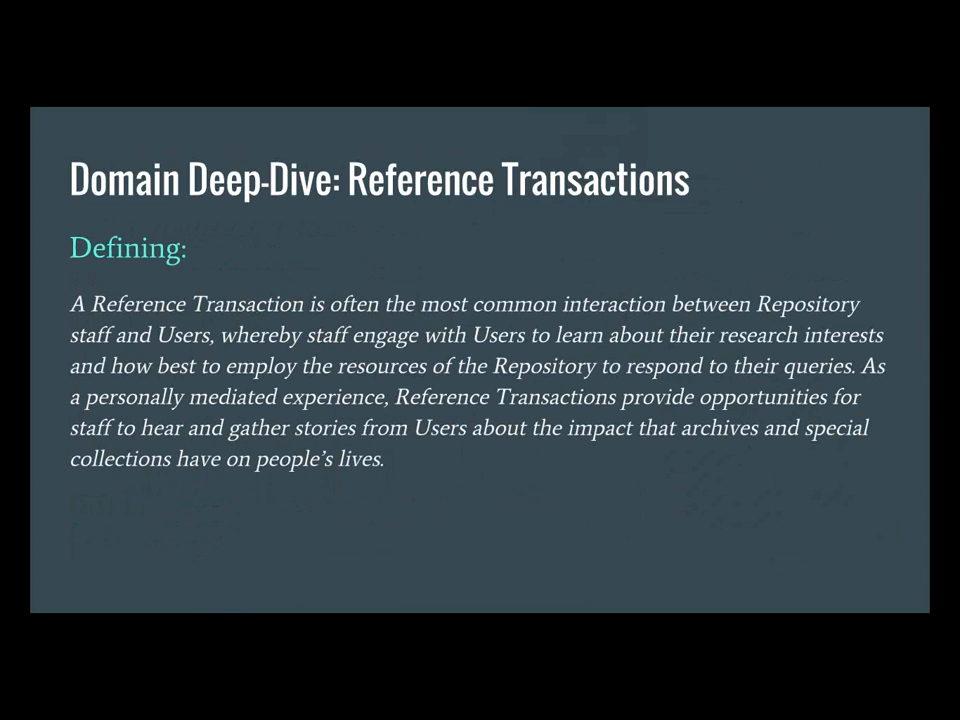 Domain Deep-Dive: Reference Transactions
Defining:
A Reference Transaction is often the most common interaction between Repository
staff and Users, whereby staff engage with Users to learn about their research interests
and how best to employ the resources of the Repository to respond to their queries. As
a personally mediated experience, Reference Transactions provide opportunities for
staff to hear and gather stories from Users about the impact that archives and special
collections have on people’s lives.